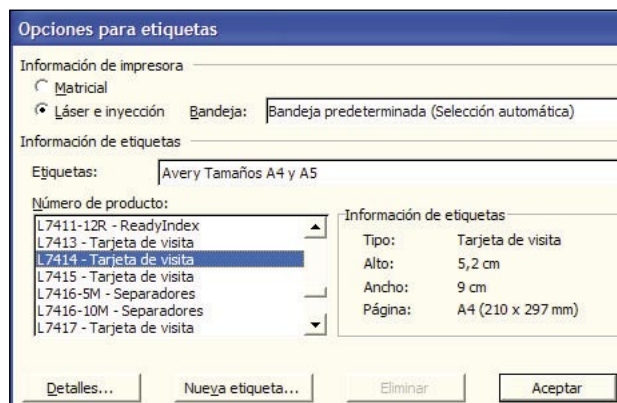 Opciones para etiquetas
Información de impresora
Matricial
Láser e inyección Bandeja: Bandeja predeterminada (Selección automática)
Información de etiquetas
Etiquetas: Avery Tamaños A4 y A5
Número de producto:
L7411-12R - ReadyIndex
L7413 - Tarjeta de visita
L7414 - Tarjeta de visita
L7415 - Tarjeta de visita
L7416-5M - Separadores
L7416-10M - Separadores
L7417 - Tarjeta de visita
Información de etiquetas
Tipo: Tarjeta de visita
Alto: 5,2 cm
Ancho: 9 cm
Página: A4 (210 x 297 mm)
Detalles... Nueva etiqueta... Eliminar Aceptar